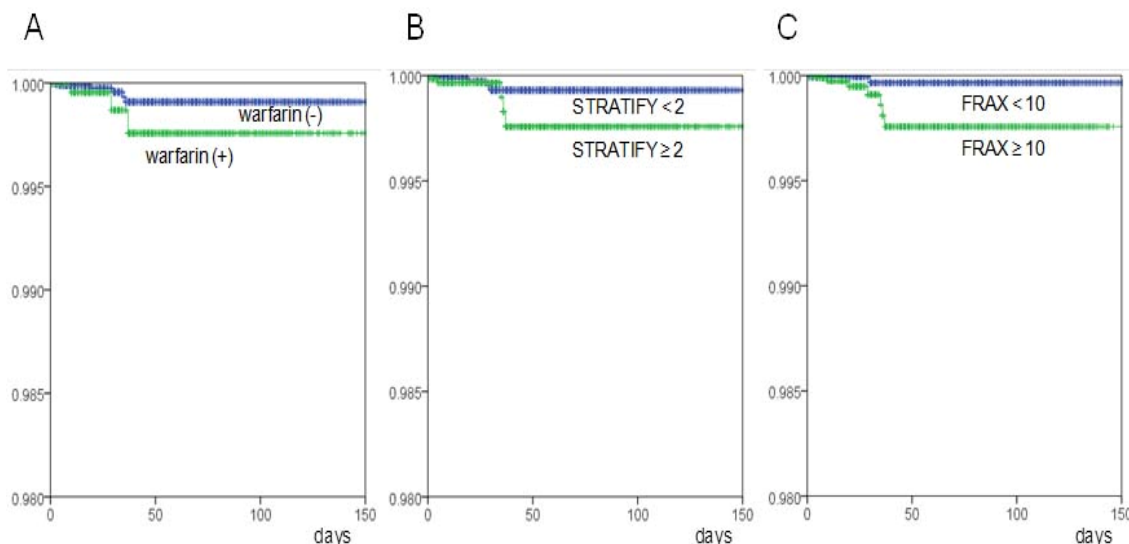 A
1.000
0.995
0.990
0.985
0.980
warfarin (-)
warfarin (+)
0
50
100
150
days
B
1.000
0.995
0.990
0.985
0.980
STRATIFY < 2
STRATIFY ≥ 2
0
50
100
150
days
C
1.000
0.995
0.990
0.985
0.980
FRAX < 10
FRAX ≥ 10
0
50
100
150
days